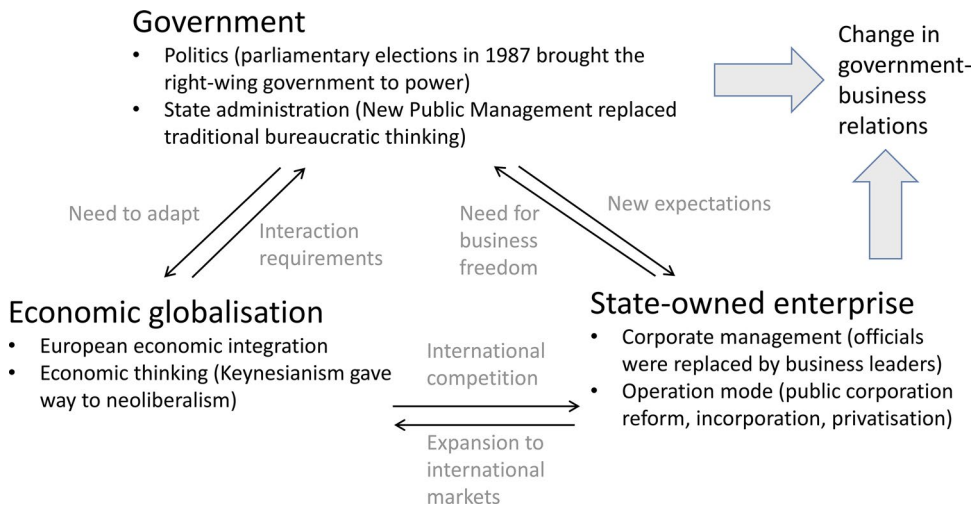 Government
• Politics (parliamentary elections in 1987 brought the
right-wing government to power)
• State administration (New Public Management replaced
traditional bureaucratic thinking)
Change in
government-
business
relations
Need to adapt
Interaction
requirements
Need for
business
freedom
New expectations
Economic globalisation
• European economic integration
• Economic thinking (Keynesianism gave
way to neoliberalism)
International
competition
Expansion to
international
markets
State-owned enterprise
• Corporate management (officials
were replaced by business leaders)
• Operation mode (public corporation
reform, incorporation, privatisation)